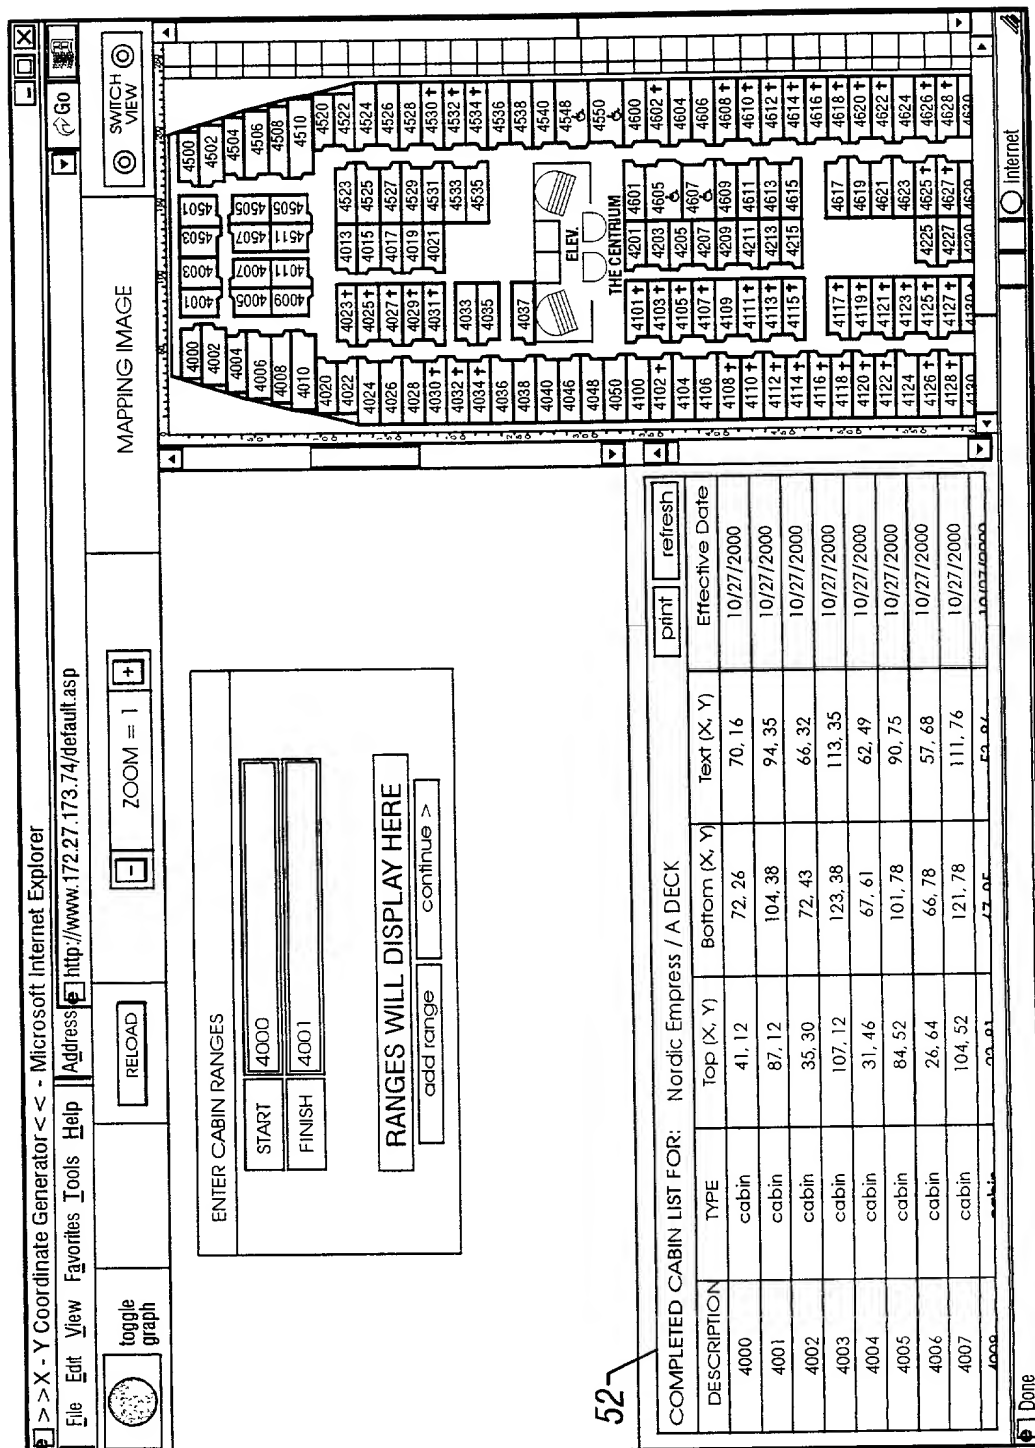 > > X - Y Coordinate Generator < < - Microsoft Internet Explorer
File Edit View Favorites Tools Help Address http://www.172.27.173.74/default.asp Go
toggle graph
RELOAD
ZOOM = 1
MAPPING IMAGE
SWITCH VIEW
ENTER CABIN RANGES
START 4000
FINISH 4001
RANGES WILL DISPLAY HERE
add range continue >
52
COMPLETED CABIN LIST FOR: Nordic Empress / A DECK print refresh
DESCRIPTION TYPE Top (X, Y) Bottom (X, Y) Text (X, Y) Effective Date
4000 cabin 41, 12 72, 26 70, 16 10/27/2000
4001 cabin 87, 12 104, 38 94, 35 10/27/2000
4002 cabin 35, 30 72, 43 66, 32 10/27/2000
4003 cabin 107, 12 123, 38 113, 35 10/27/2000
4004 cabin 31, 46 67, 61 62, 49 10/27/2000
4005 cabin 84, 52 101, 78 90, 75 10/27/2000
4006 cabin 26, 64 66, 78 57, 68 10/27/2000
4007 cabin 104, 52 121, 78 111, 76 10/27/2000
4000 4002 4004 4006 4008 4010 4020 4022 4024 4026 4028 4030 † 4032 † 4034 † 4036 4038 4040 4046 4048 4050 4100 4102 † 4104 4106 4108 † 4110 † 4112 † 4114 † 4116 † 4118 † 4120 † 4122 † 4124 4126 † 4128 † 4130
4001 4003 4503 4501
4005 4007 4507 4505
4009 4011 4511 4505
4023 † 4025 † 4027 † 4029 † 4031 † 4033 4035 4037
4013 4015 4017 4019 4021
4523 4525 4527 4529 4531 4533 4535
ELEV.
THE CENTRIUM
4101 † 4103 † 4105 † 4107 † 4109 4111 † 4113 † 4115 † 4117 † 4119 † 4121 † 4123 † 4125 † 4127 †
4201 4203 4205 4207 4209 4211 4213 4215 4225 4227
4601 4605 4607 4609 4611 4613 4615 4617 4619 4621 4623 4625 † 4627 †
4500 4502 4504 4506 4508 4510 4520 4522 4524 4526 4528 4530 † 4532 † 4534 † 4536 4538 4540 4548 4550 4600 4602 † 4604 4606 4608 † 4610 † 4612 † 4614 † 4616 † 4618 † 4620 † 4622 † 4624 4626 † 4628 † 4630
Done
Internet